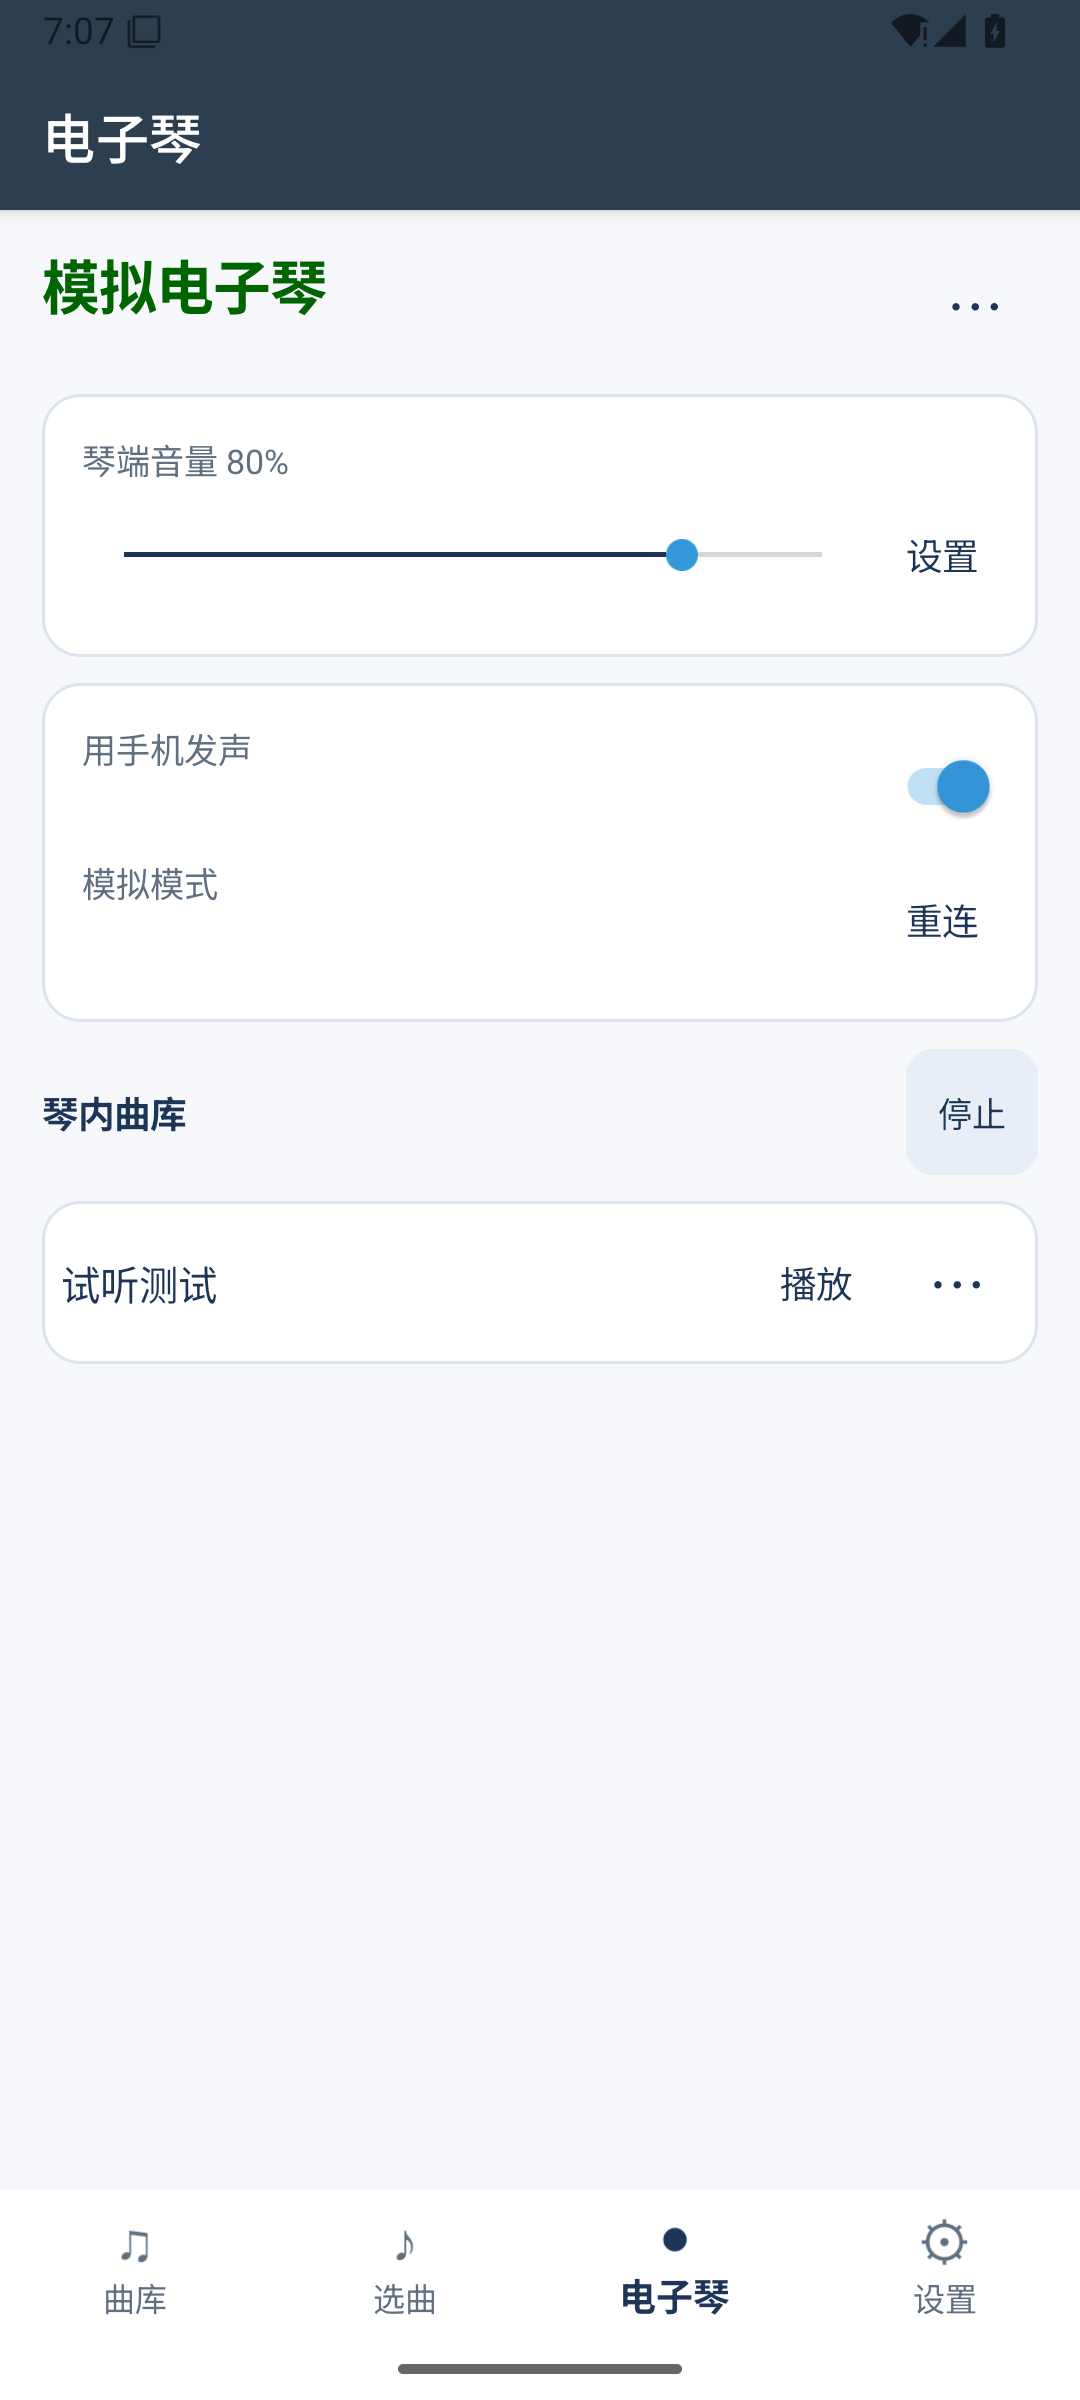 7:07
电子琴
模拟电子琴
...
琴端音量 80%
设置
用手机发声
模拟模式
重连
琴内曲库
停止
试听测试
播放
...
曲库
选曲
电子琴
设置